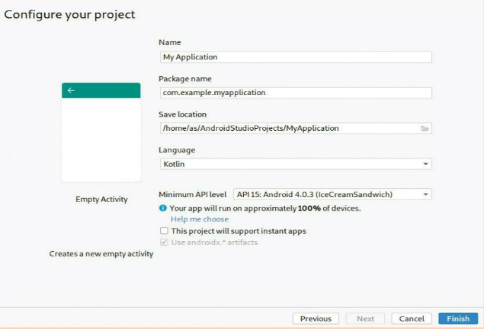 Configure your project
Name
My Application
Package name
com.example.myapplication
Save location
/home/as/AndroidStudioProjects/MyApplication
Language
Kotlin
Empty Activity
Minimum API level API 15: Android 4.0.3 (IceCreamSandwich)
Your app will run on approximately 100% of devices.
Help me choose
This project will support instant apps
Use androidx.* artifacts
Creates a new empty activity
Previous Next Cancel Finish